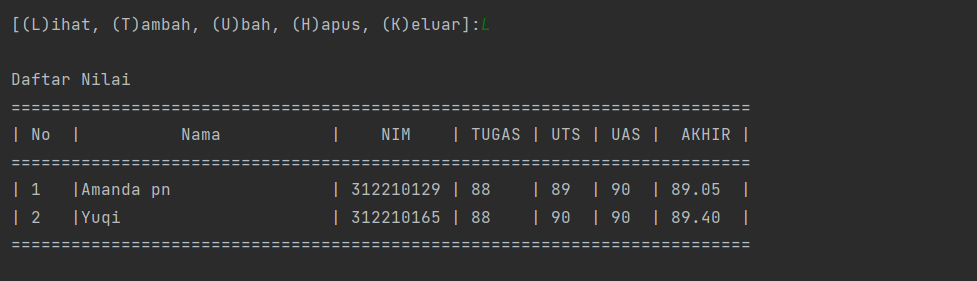 [(L)ihat, (T)ambah, (U)bah, (H)apus, (K)eluar]:L
Daftar Nilai
==========================================================================
| No  |          Nama           |    NIM    | TUGAS | UTS | UAS |  AKHIR |
==========================================================================
| 1   |Amanda pn                | 312210129 | 88    | 89  | 90  | 89.05  |
| 2   |Yuqi                     | 312210165 | 88    | 90  | 90  | 89.40  |
==========================================================================